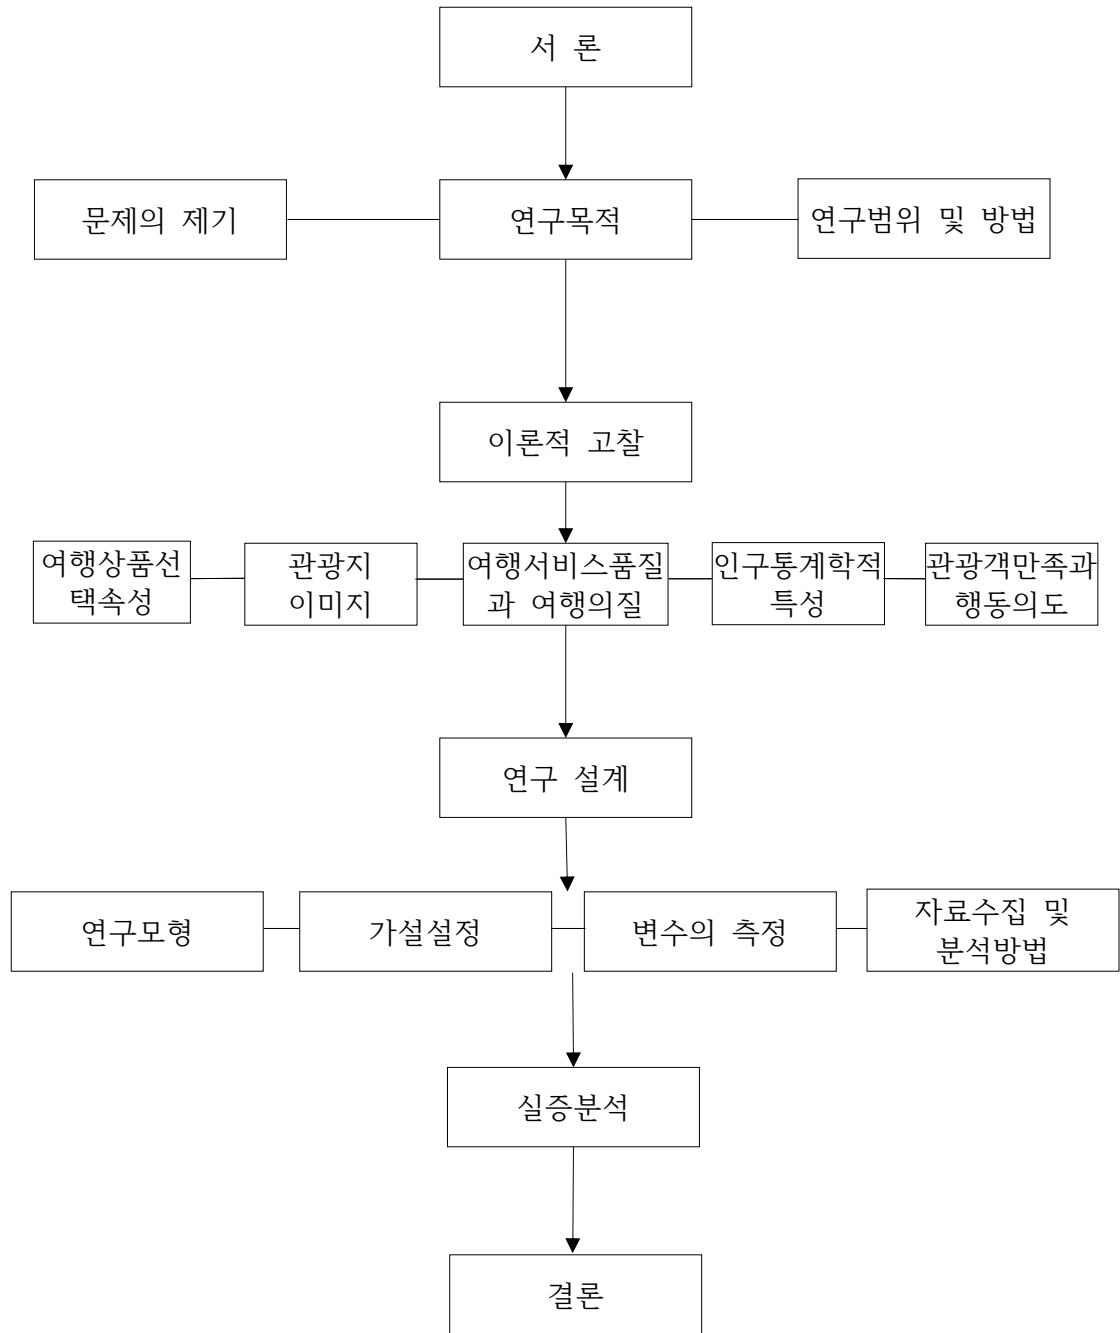 서 론
문제의 제기
연구목적
연구범위 및 방법
이론적 고찰
여행상품선
택속성
관광지
이미지
여행서비스품질
과 여행의질
인구통계학적
특성
관광객만족과
행동의도
연구 설계
연구모형
가설설정
변수의 측정
자료수집 및
분석방법
실증분석
결론